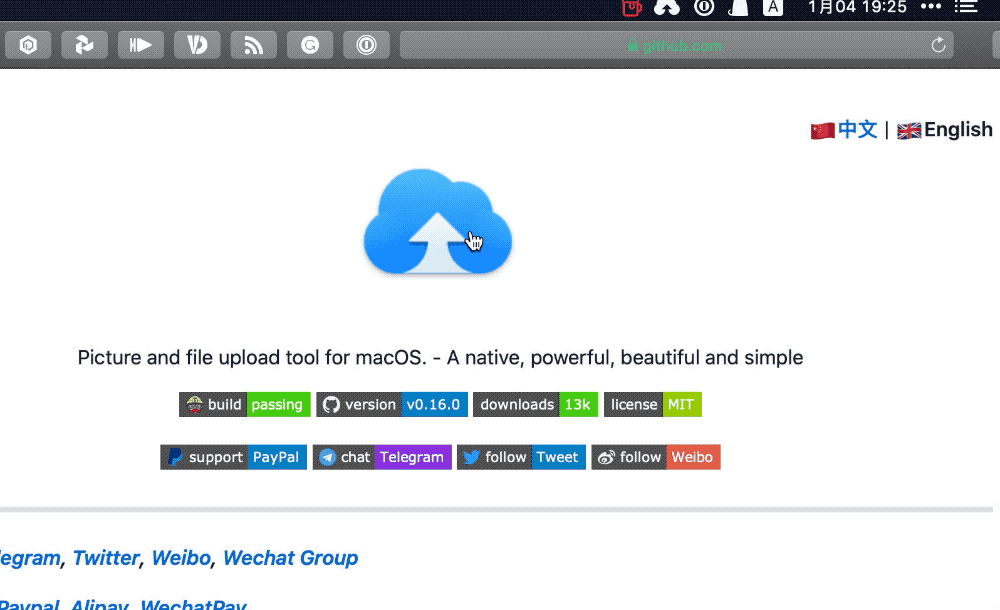 A 1月04 19:25
github.com
中文 | English
Picture and file upload tool for macOS. - A native, powerful, beautiful and simple
build passing version v0.16.0 downloads 13k license MIT
support PayPal chat Telegram follow Tweet follow Weibo
legram, Twitter, Weibo, Wechat Group
Paypal, Alipay, WechatPay